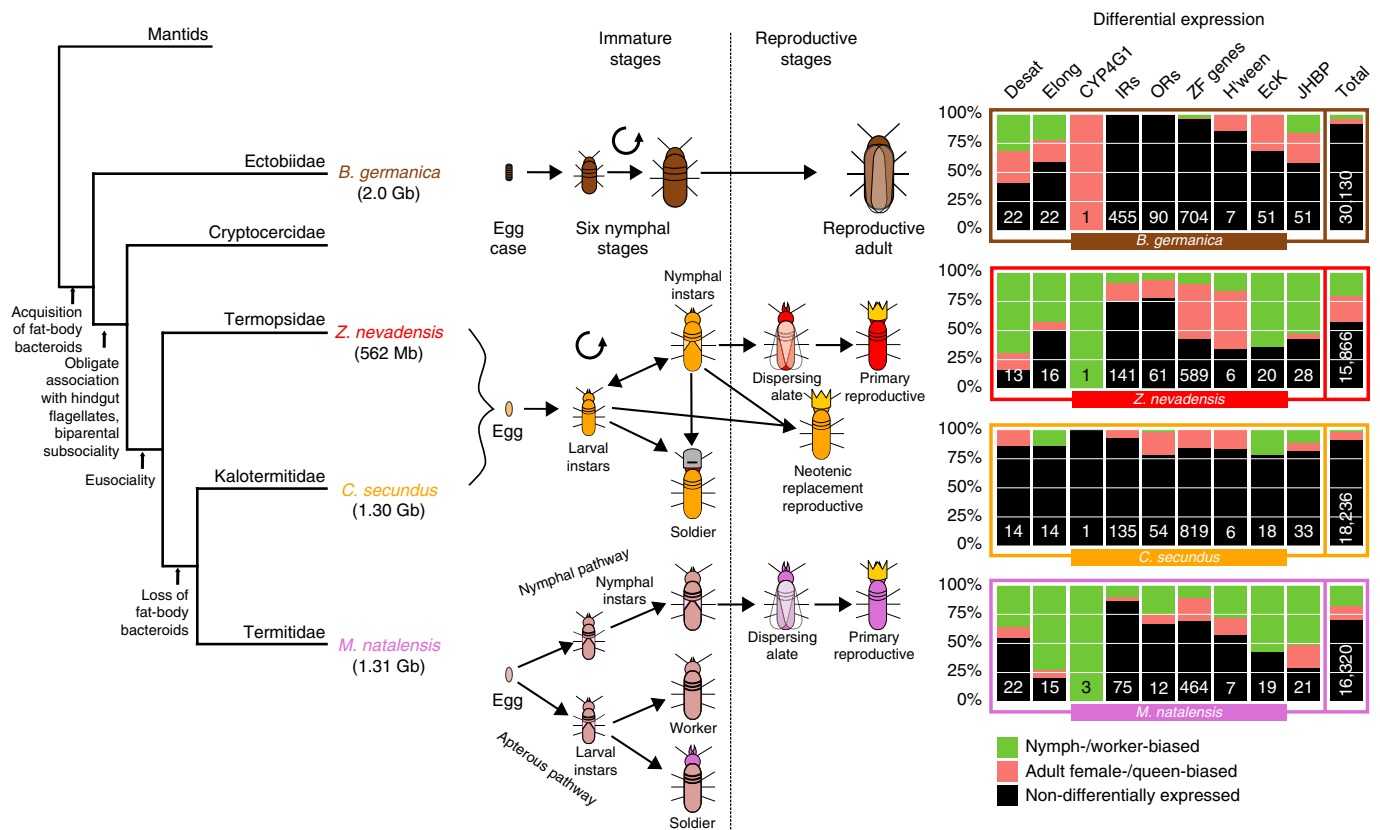 Mantids
Ectobiidae
Cryptocercidae
Termopsidae
Kalotermitidae
Termitidae
Acquisition
of fat-body
bacteroids
Obligate
association
with hindgut
flagellates,
biparental
subsociality
Eusociality
Loss of
fat-body
bacteroids
B. germanica
(2.0 Gb)
Z. nevadensis
(562 Mb)
C. secundus
(1.30 Gb)
M. natalensis
(1.31 Gb)
Immature
stages
Reproductive
stages
Egg
case
Six nymphal
stages
Reproductive
adult
Nymphal
instars
Egg
Larval
instars
Soldier
Dispersing
alate
Primary
reproductive
Neotenic
replacement
reproductive
Nymphal pathway
Nymphal
instars
Egg
Apterous pathway
Larval
instars
Worker
Soldier
Dispersing
alate
Primary
reproductive
Differential expression
Desat
Elong
CYP4G1
IRs
ORs
ZF genes
H'ween
EcK
JHBP
Total
100%
75%
50%
25%
0%
22 22 1 455 90 704 7 51 51 30,130
B. germanica
100%
75%
50%
25%
0%
13 16 1 141 61 589 6 20 28 15,866
Z. nevadensis
100%
75%
50%
25%
0%
14 14 1 135 54 819 6 18 33 18,236
C. secundus
100%
75%
50%
25%
0%
22 15 3 75 12 464 7 19 21 16,320
M. natalensis
Nymph-/worker-biased
Adult female-/queen-biased
Non-differentially expressed